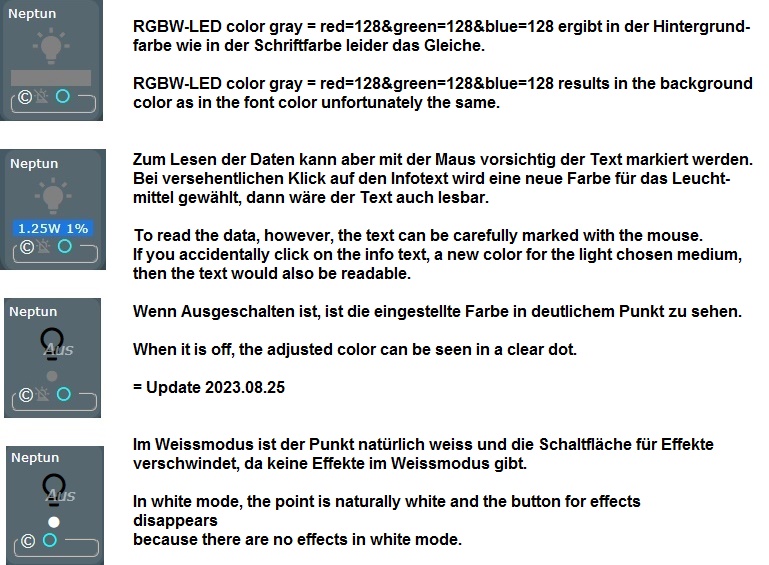 Neptun
RGBW-LED color gray = red=128&green=128&blue=128 ergibt in der Hintergrund-
farbe wie in der Schriftfarbe leider das Gleiche.
RGBW-LED color gray = red=128&green=128&blue=128 results in the background
color as in the font color unfortunately the same.
©
Neptun
Zum Lesen der Daten kann aber mit der Maus vorsichtig der Text markiert werden.
Bei versehentlichen Klick auf den Infotext wird eine neue Farbe für das Leucht-
mittel gewählt, dann wäre der Text auch lesbar.
1.25W 1%
©
To read the data, however, the text can be carefully marked with the mouse.
If you accidentally click on the info text, a new color for the light chosen medium,
then the text would also be readable.
Neptun
Aus
©
Wenn Ausgeschalten ist, ist die eingestellte Farbe in deutlichem Punkt zu sehen.
When it is off, the adjusted color can be seen in a clear dot.
= Update 2023.08.25
Neptun
Aus
©
Im Weissmodus ist der Punkt natürlich weiss und die Schaltfläche für Effekte
verschwindet, da keine Effekte im Weissmodus gibt.
In white mode, the point is naturally white and the button for effects
disappears
because there are no effects in white mode.